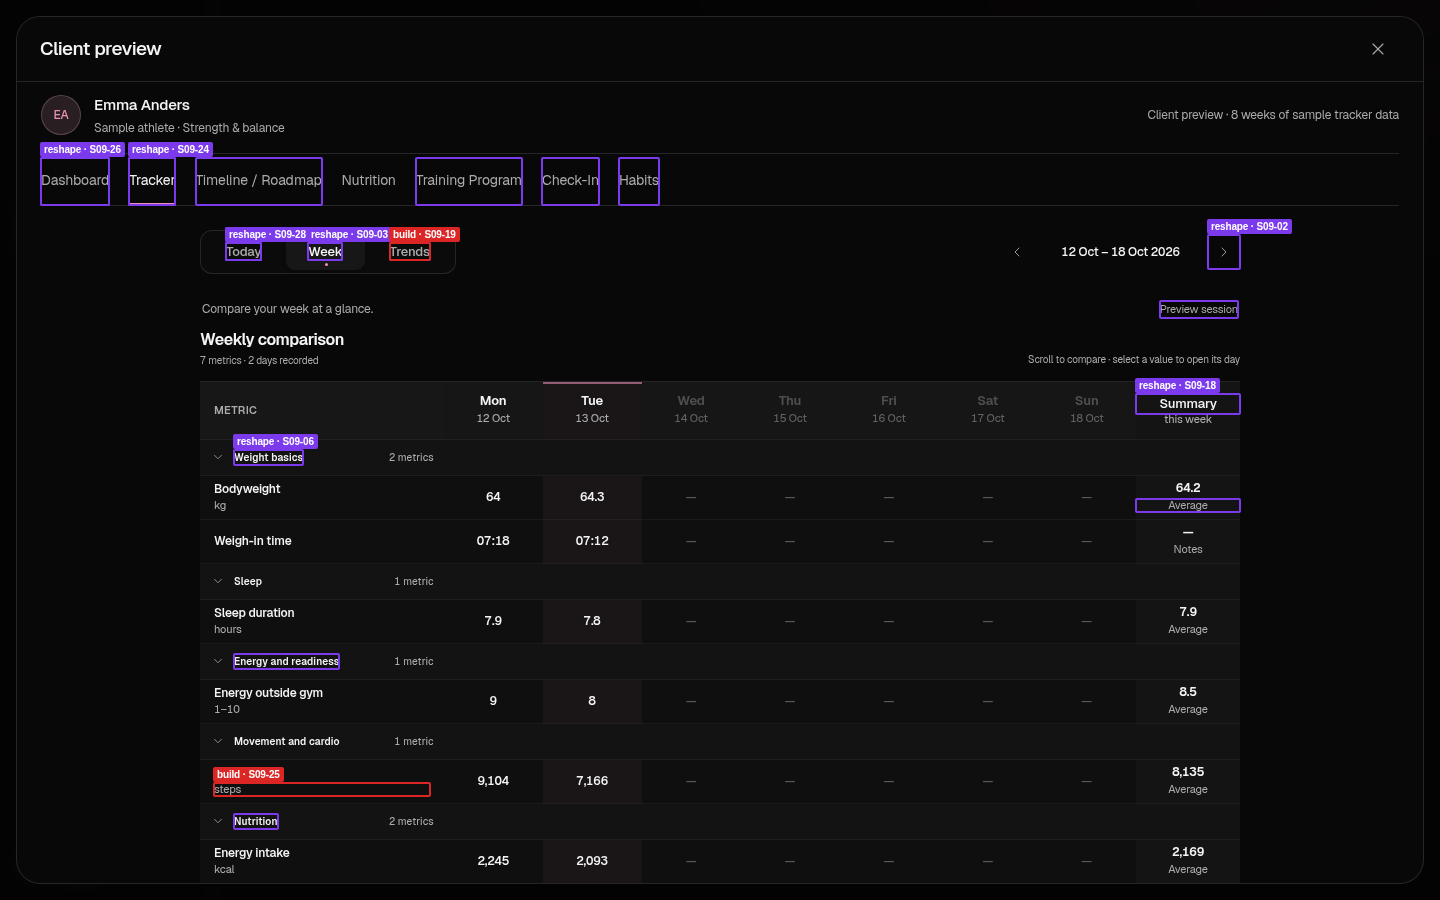 Client preview
EA
Emma Anders
Sample athlete · Strength & balance
Client preview · 8 weeks of sample tracker data
reshape · S09-26
reshape · S09-24
Dashboard
Tracker
Timeline / Roadmap
Nutrition
Training Program
Check-In
Habits
reshape · S09-28
reshape · S09-03
build · S09-19
reshape · S09-02
Today
Week
Trends
12 Oct – 18 Oct 2026
Compare your week at a glance.
Preview session
Weekly comparison
7 metrics · 2 days recorded
Scroll to compare · select a value to open its day
reshape · S09-18
METRIC
Mon
12 Oct
Tue
13 Oct
Wed
14 Oct
Thu
15 Oct
Fri
16 Oct
Sat
17 Oct
Sun
18 Oct
Summary
this week
reshape · S09-06
Weight basics
2 metrics
Bodyweight
kg
64
64.3
—
—
—
—
—
64.2
Average
Weigh-in time
07:18
07:12
—
—
—
—
—
—
Notes
Sleep
1 metric
Sleep duration
hours
7.9
7.8
—
—
—
—
—
7.9
Average
Energy and readiness
1 metric
Energy outside gym
1–10
9
8
—
—
—
—
—
8.5
Average
Movement and cardio
1 metric
build · S09-25
steps
9,104
7,166
—
—
—
—
—
8,135
Average
Nutrition
2 metrics
Energy intake
kcal
2,245
2,093
—
—
—
—
—
2,169
Average